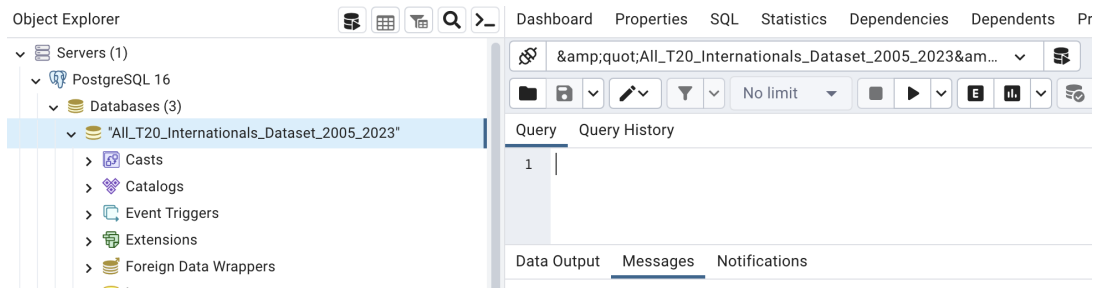 Object Explorer
Dashboard Properties SQL Statistics Dependencies Dependents Pr
Servers (1)
PostgreSQL 16
Databases (3)
"All_T20_Internationals_Dataset_2005_2023"
Casts
Catalogs
Event Triggers
Extensions
Foreign Data Wrappers
&amp;quot;All_T20_Internationals_Dataset_2005_2023&am...
No limit
E
Query Query History
1
Data Output Messages Notifications